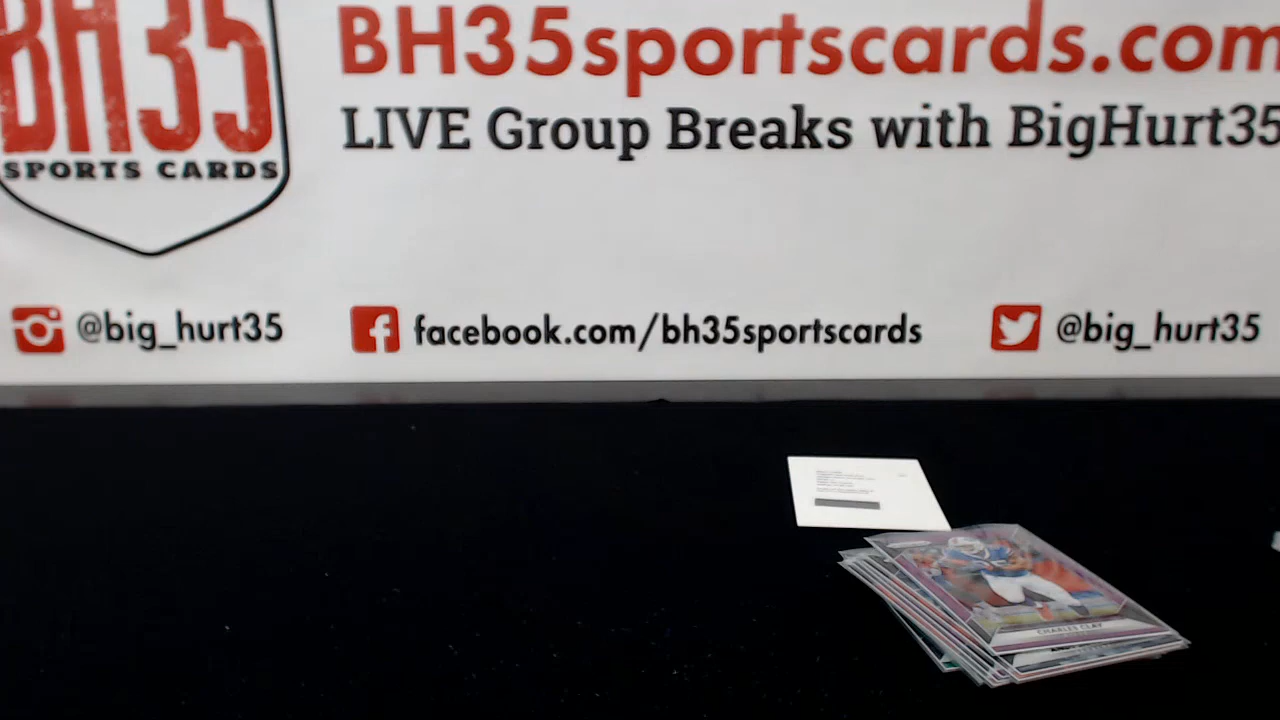 BH35
SPORTS CARDS
BH35sportscards.com
LIVE Group Breaks with BigHurt35
@big_hurt35
facebook.com/bh35sportscards
@big_hurt35
CHARLES CLAY